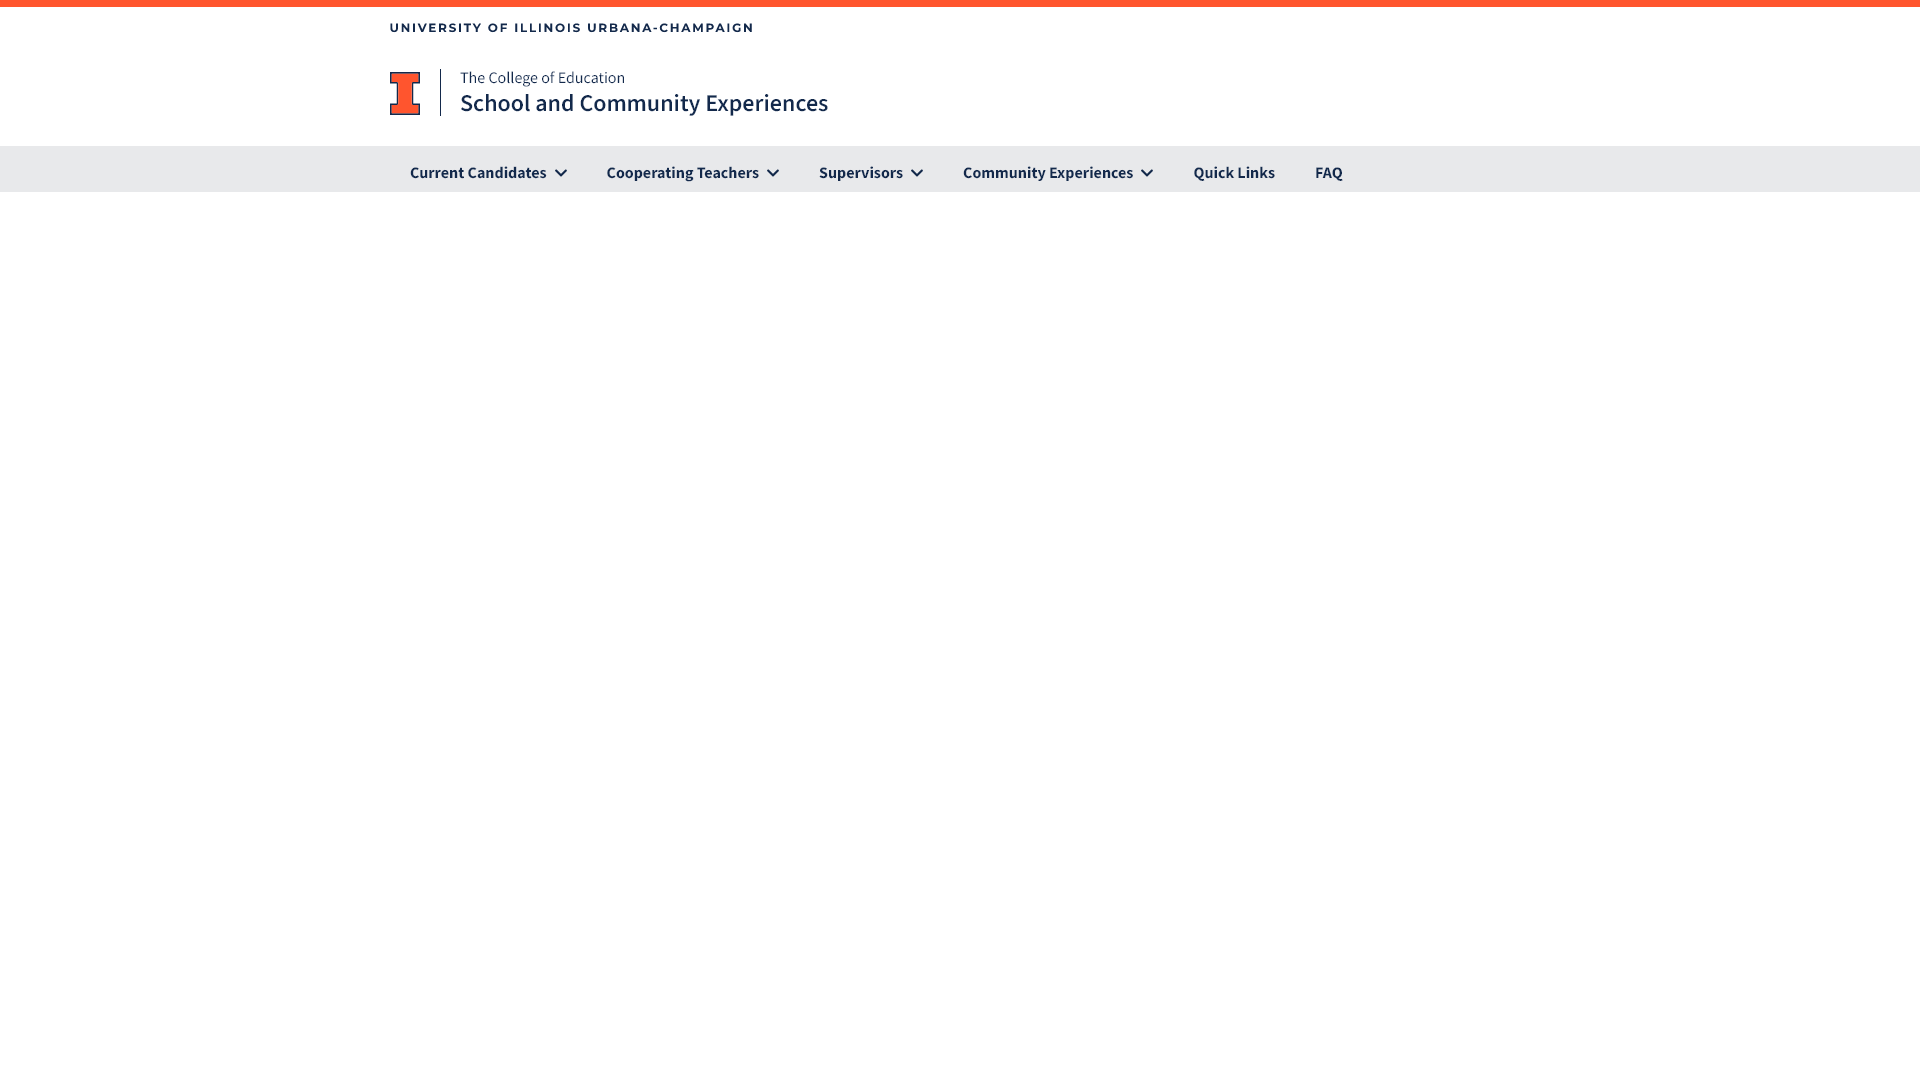 UNIVERSITY OF ILLINOIS URBANA-CHAMPAIGN
The College of Education
School and Community Experiences
Current Candidates
Cooperating Teachers
Supervisors
Community Experiences
Quick Links
FAQ